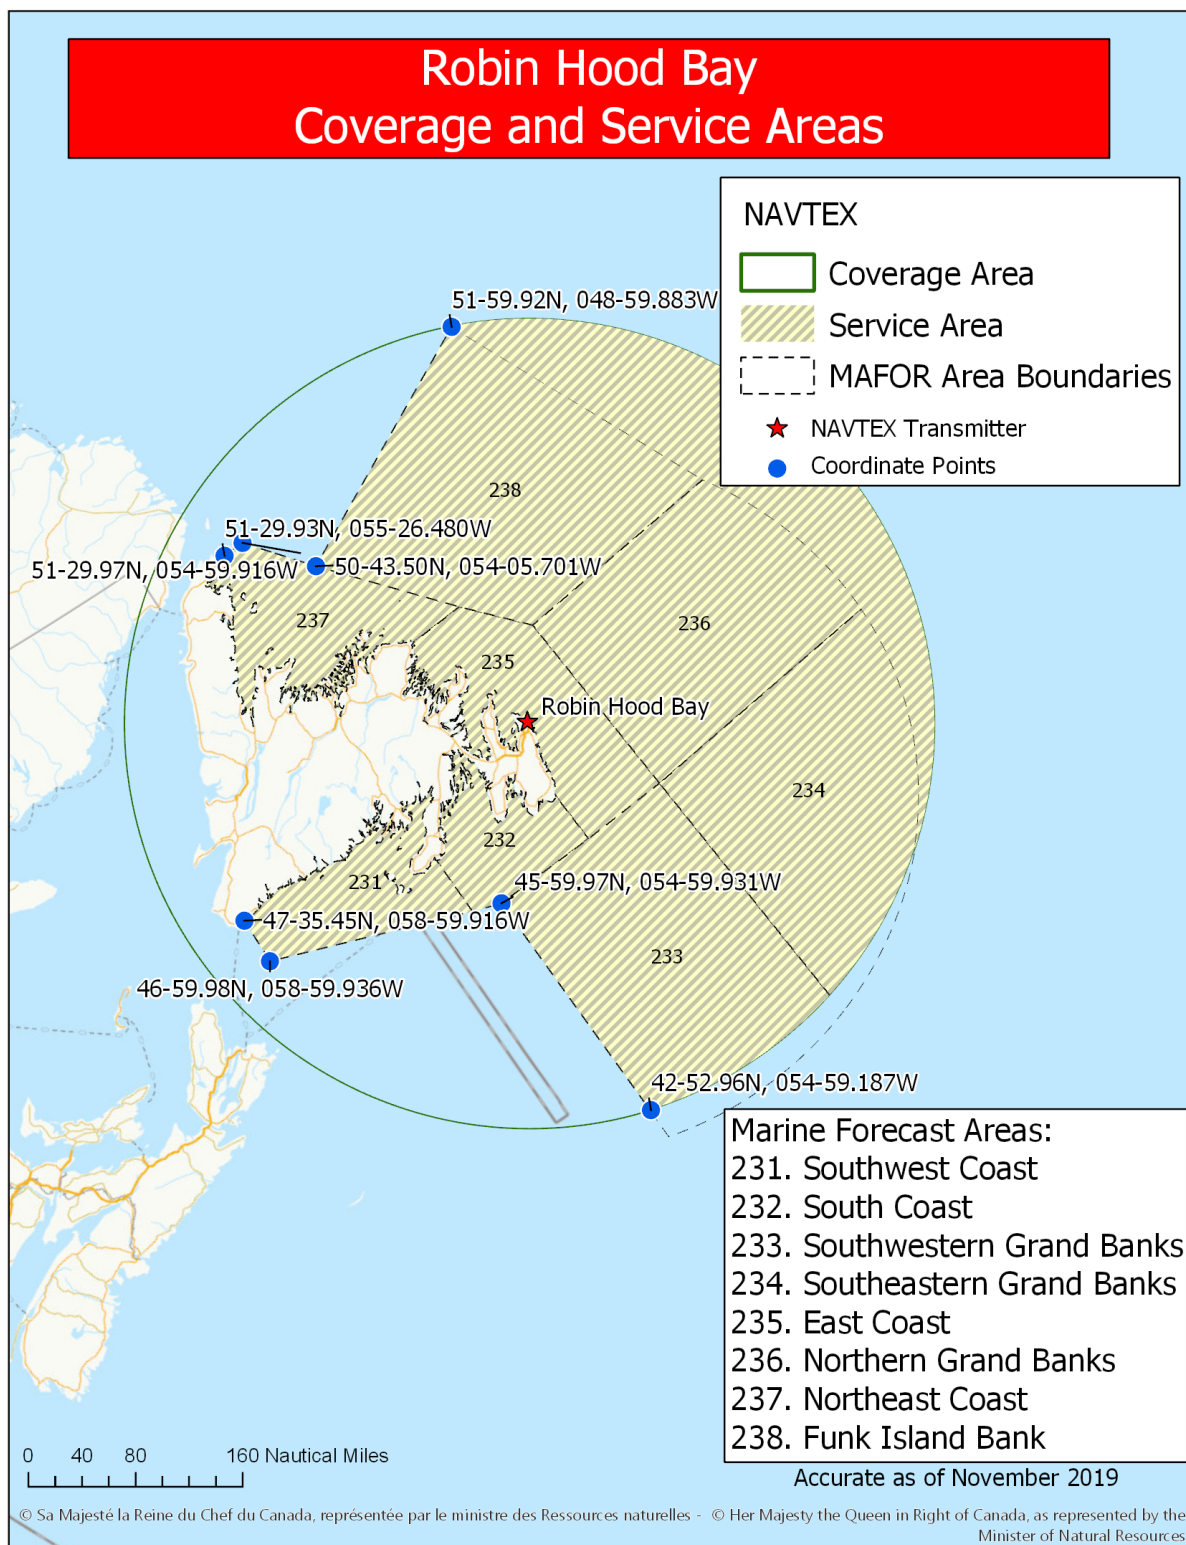 Robin Hood Bay
Coverage and Service Areas
NAVTEX
Coverage Area
Service Area
MAFOR Area Boundaries
NAVTEX Transmitter
Coordinate Points
51-59.92N, 048-59.883W
238
51-29.93N, 055-26.480W
51-29.97N, 054-59.916W
50-43.50N, 054-05.701W
237
236
235
Robin Hood Bay
234
232
231
45-59.97N, 054-59.931W
47-35.45N, 058-59.916W
233
46-59.98N, 058-59.936W
42-52.96N, 054-59.187W
Marine Forecast Areas:
231. Southwest Coast
232. South Coast
233. Southwestern Grand Banks
234. Southeastern Grand Banks
235. East Coast
236. Northern Grand Banks
237. Northeast Coast
238. Funk Island Bank
0 40 80 160 Nautical Miles
Accurate as of November 2019
© Sa Majesté la Reine du Chef du Canada, représentée par le ministre des Ressources naturelles - © Her Majesty the Queen in Right of Canada, as represented by the
Minister of Natural Resources